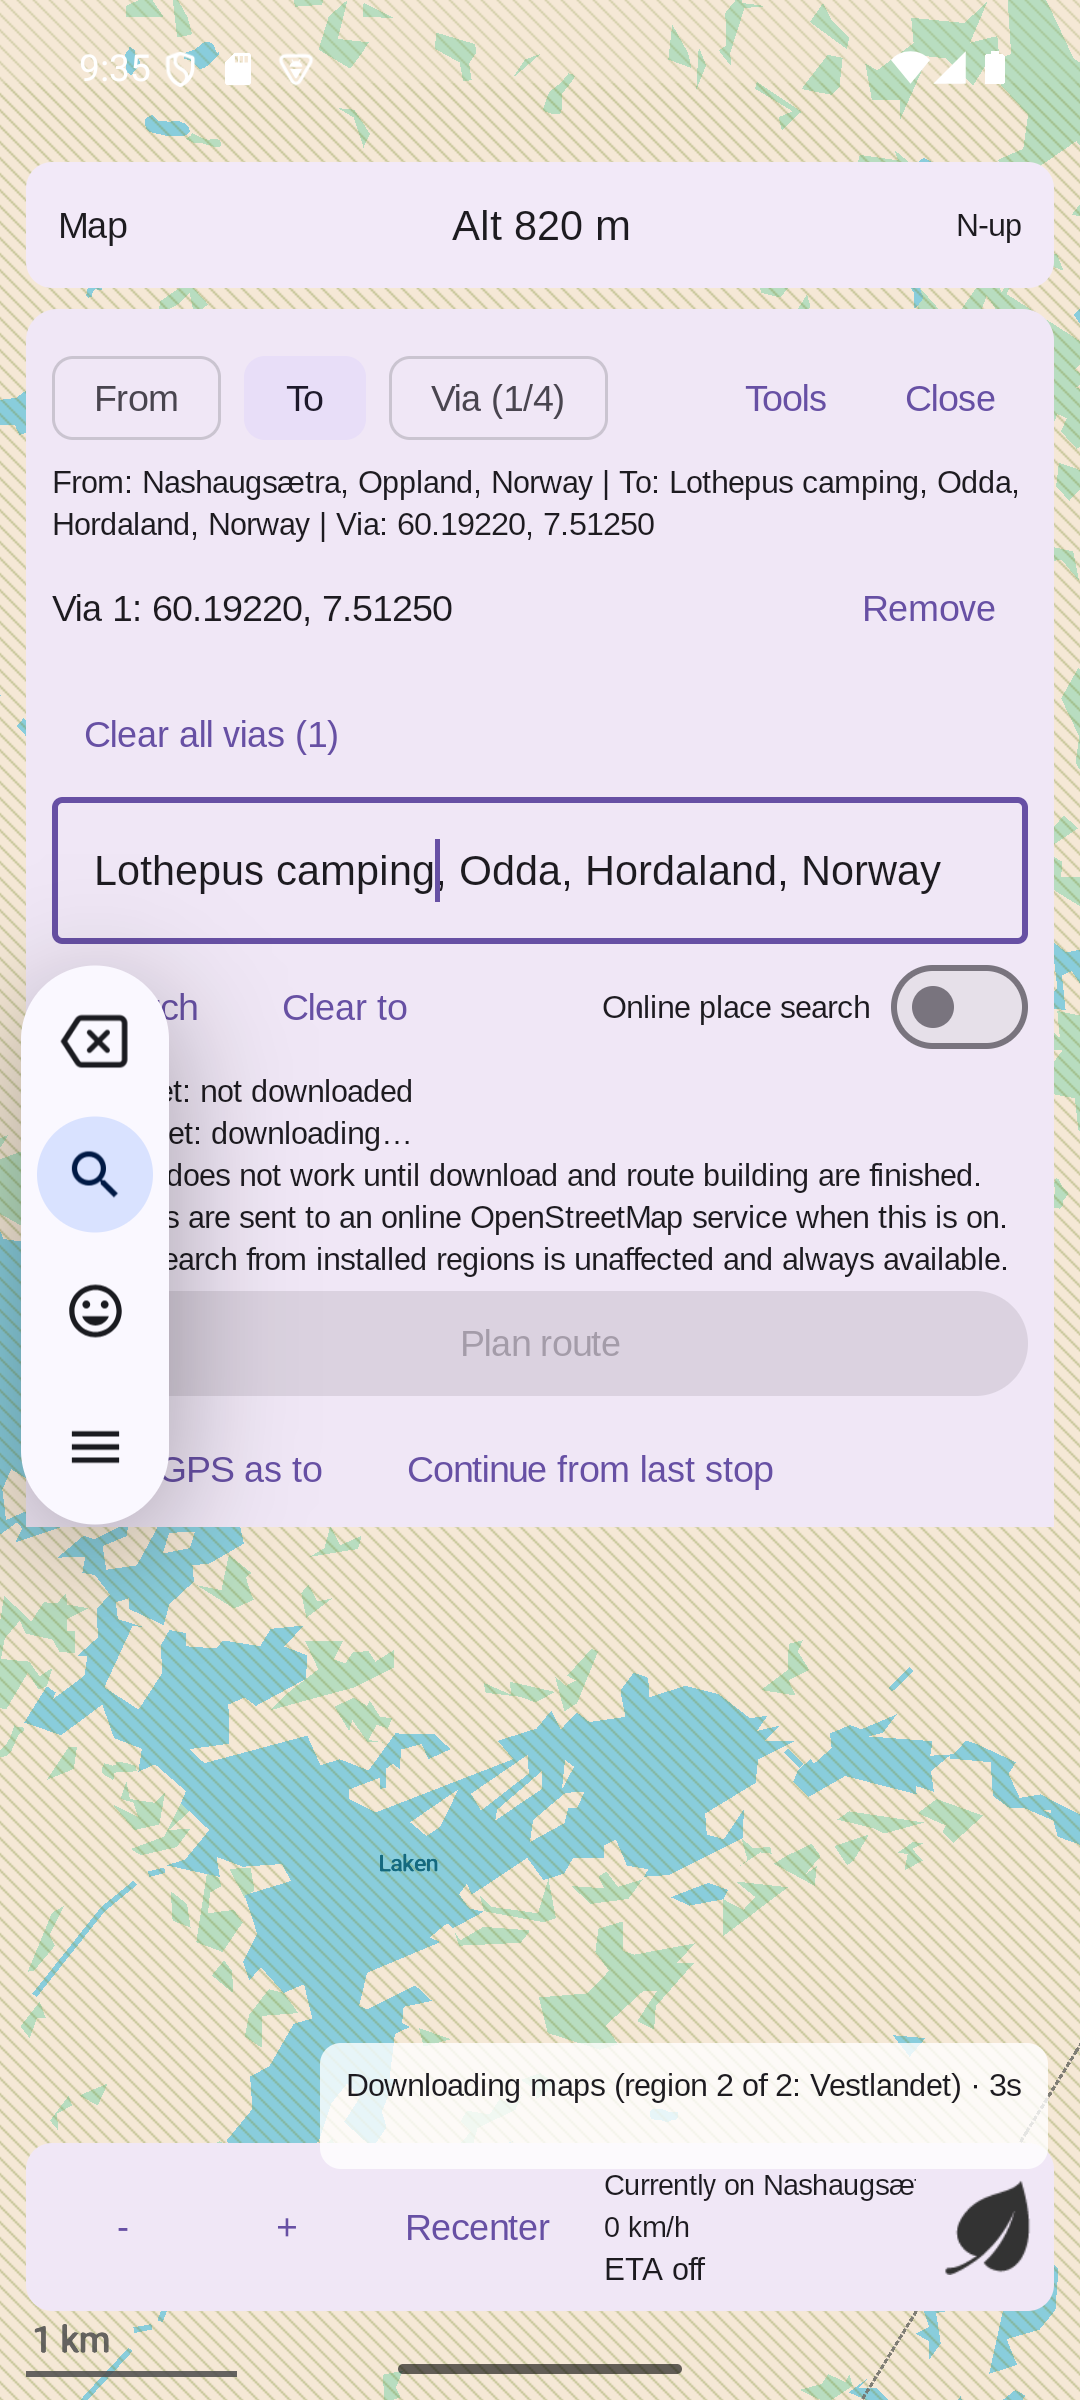 9:35
Map
Alt 820 m
N-up
From
To
Via (1/4)
Tools
Close
From: Nashaugsætra, Oppland, Norway | To: Lothepus camping, Odda,
Hordaland, Norway | Via: 60.19220, 7.51250
Via 1: 60.19220, 7.51250
Remove
Clear all vias (1)
Lothepus camping, Odda, Hordaland, Norway
Clear to
Online place search
not downloaded
downloading…
does not work until download and route building are finished.
are sent to an online OpenStreetMap service when this is on.
from installed regions is unaffected and always available.
Plan route
GPS as to
Continue from last stop
Laken
Downloading maps (region 2 of 2: Vestlandet) · 3s
Currently on
-
+
Recenter
0 km/h
ETA off
1 km